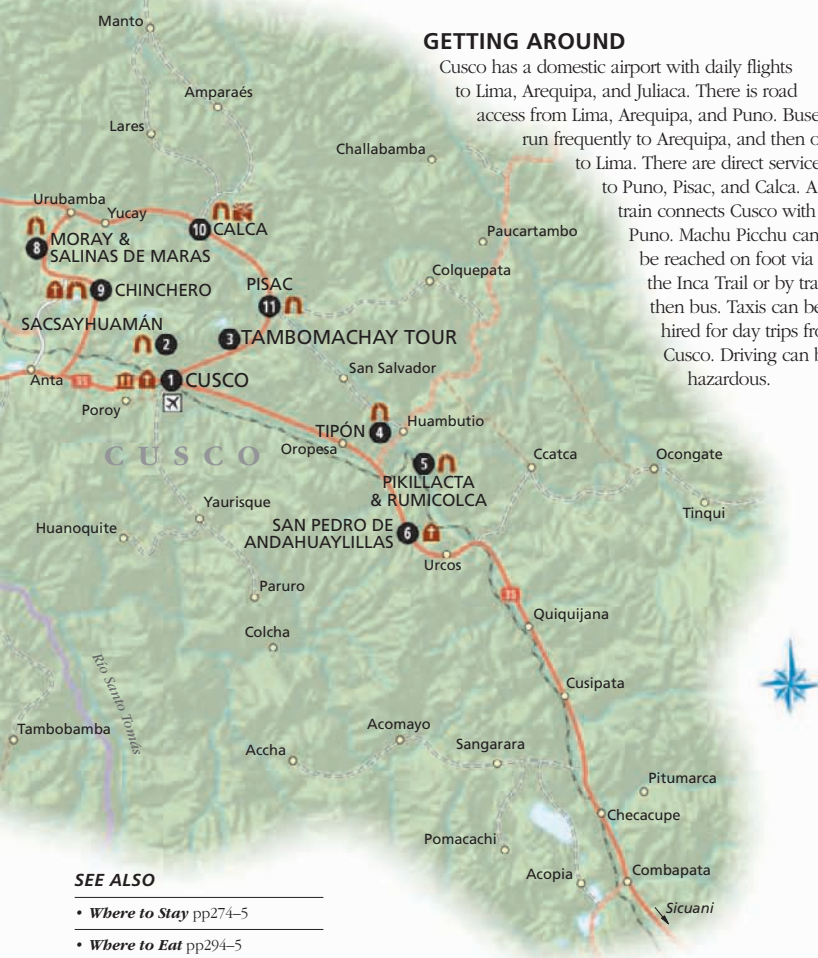 GETTING AROUND
Cusco has a domestic airport with daily flights
to Lima, Arequipa, and Juliaca. There is road
access from Lima, Arequipa, and Puno.
run frequently to Arequipa, and then
to Lima. There are direct
to Puno, Pisac, and Calca.
train connects Cusco with
Puno. Machu Picchu can
be reached on foot via
the Inca Trail or by
then bus. Taxis can be
hired for day trips
Cusco. Driving can
hazardous.
Manto
Amparaés
Lares
Challabamba
Urubamba
Yucay
10 CALCA
Paucartambo
8 MORAY &
SALINAS DE MARAS
Colquepata
PISAC
11
9 CHINCHERO
SACSAYHUAMÁN
2
3 TAMBOMACHAY TOUR
San Salvador
Anta
3S
1 CUSCO
Poroy
TIPÓN 4
Huambutio
Oropesa
CUSCO
5
PIKILLACTA
& RUMICOLCA
Ccatca
Ocongate
Tinqui
Yaurisque
Huanoquite
SAN PEDRO DE
ANDAHUAYLILLAS
6
Urcos
Paruro
3S
Quiquijana
Colcha
Río Santo Tomás
Cusipata
Tambobamba
Acomayo
Accha
Sangarara
Pitumarca
Checacupe
Pomacachi
Acopia
Combapata
Sicuani
SEE ALSO
• Where to Stay pp274–5
• Where to Eat pp294–5